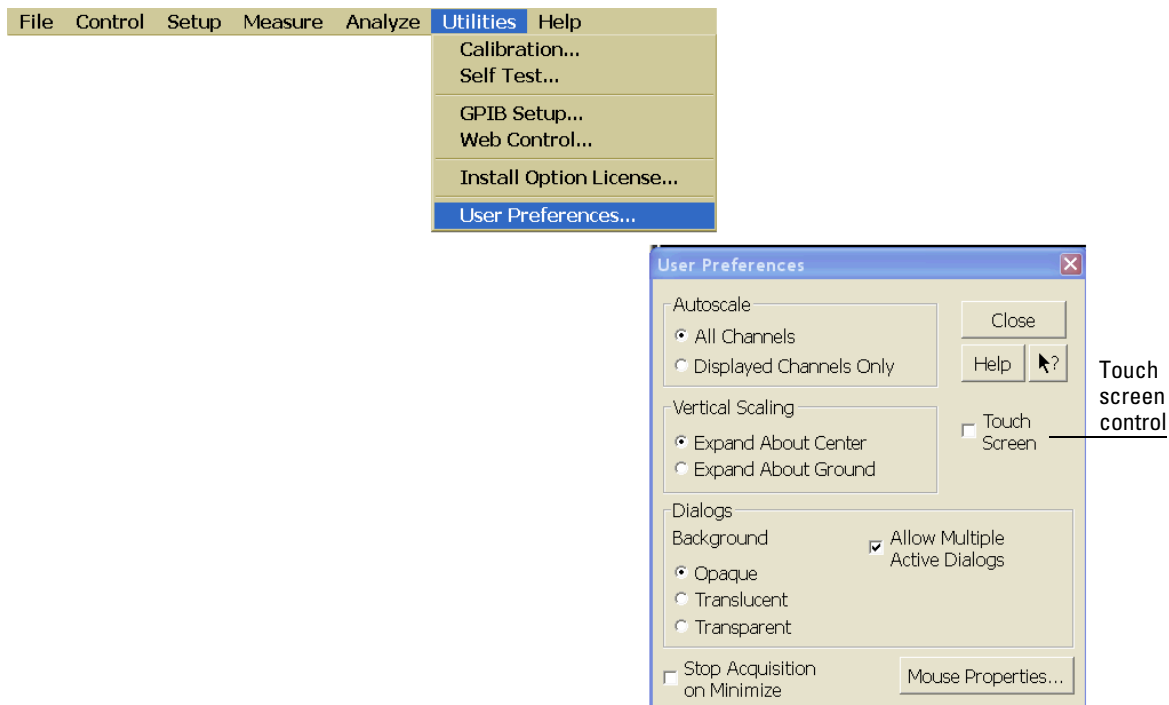 File Control Setup Measure Analyze Utilities Help
Calibration...
Self Test...
GPIB Setup...
Web Control...
Install Option License...
User Preferences...
User Preferences
Autoscale
All Channels
Displayed Channels Only
Close
Help ?
Vertical Scaling
Expand About Center
Expand About Ground
Touch
Screen
Touch
screen
control
Dialogs
Background
Opaque
Translucent
Transparent
Allow Multiple
Active Dialogs
Stop Acquisition
on Minimize
Mouse Properties...